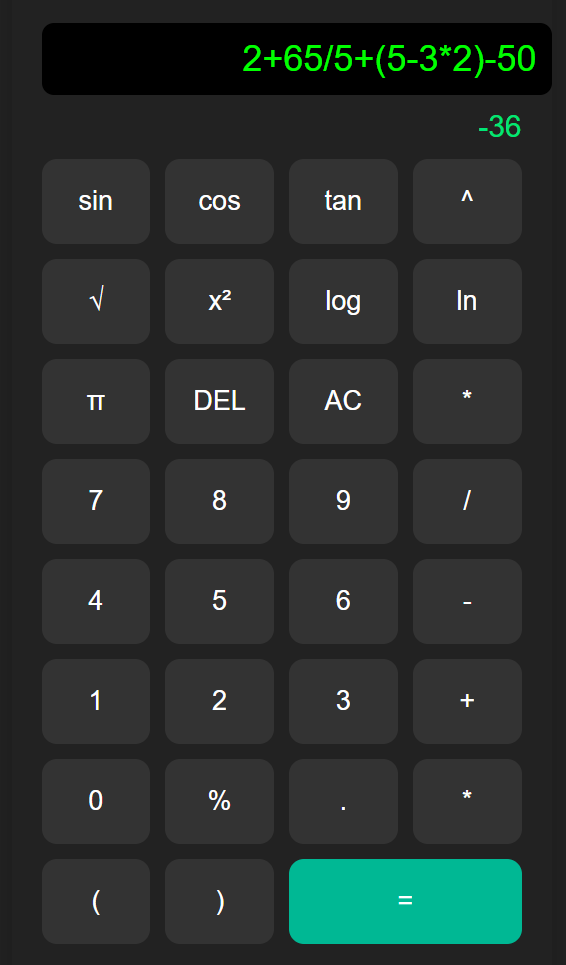 2+65/5+(5-3*2)-50
-36
sin cos tan ^
√ x² log ln
π DEL AC *
7 8 9 /
4 5 6 -
1 2 3 +
0 % . *
( ) =